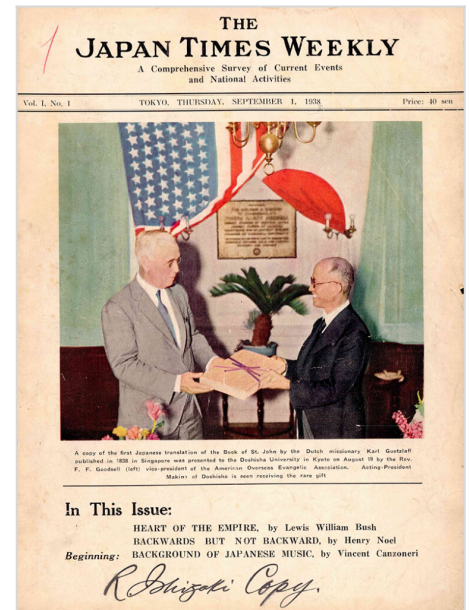 1
THE
JAPAN TIMES WEEKLY
A Comprehensive Survey of Current Events
and National Activities
Vol. I, No. 1 TOKYO, THURSDAY, SEPTEMBER 1, 1938 Price: 40 sen
A copy of the first Japanese translation of the Book of St. John by the Dutch missionary Karl Gustzlaff
published in 1838 in Singapore was presented to the Doshisha University in Kyoto on August 19 by the Rev.
F. F. Goodsell (left) vice-president of the American Overseas Evangelic Association. Acting-President
Makino of Doshisha is seen receiving the rare gift
In This Issue:
HEART OF THE EMPIRE, by Lewis William Bush
BACKWARDS BUT NOT BACKWARD, by Henry Noel
Beginning: BACKGROUND OF JAPANESE MUSIC, by Vincent Canzoneri
R Ishizaki Copy.